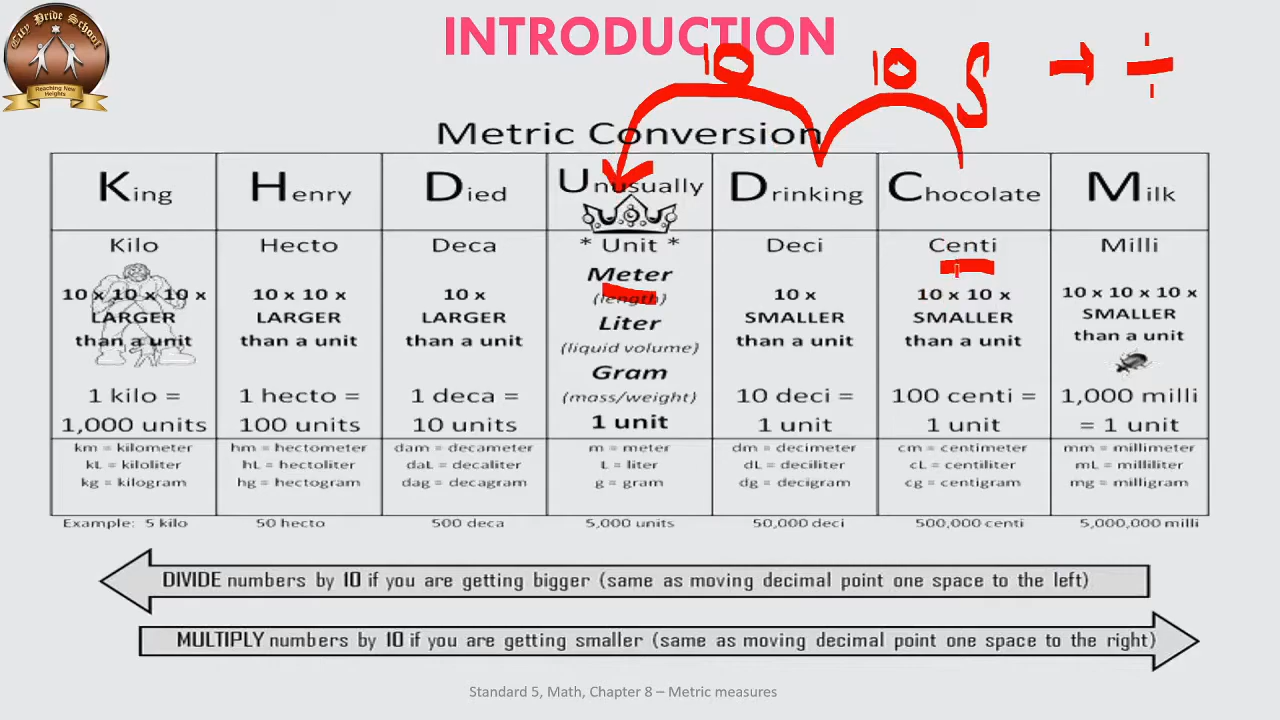 City Pride School
Reaching New
Heights
INTRODUCTION
10 10 S → ÷
Metric Conversion
King Henry Died Unusually Drinking Chocolate Milk
Kilo Hecto Deca * Unit * Deci Centi Milli
Meter
(length)
Liter
(liquid volume)
Gram
(mass/weight)
1 unit
10 x 10 x 10 x
LARGER
than a unit
10 x 10 x
LARGER
than a unit
10 x
LARGER
than a unit
10 x
SMALLER
than a unit
10 x 10 x
SMALLER
than a unit
10 x 10 x 10 x
SMALLER
than a unit
1 kilo =
1,000 units
1 hecto =
100 units
1 deca =
10 units
10 deci =
1 unit
100 centi =
1 unit
1,000 milli
= 1 unit
km = kilometer
kL = kiloliter
kg = kilogram
hm = hectometer
hL = hectoliter
hg = hectogram
dam = decameter
daL = decaliter
dag = decagram
m = meter
L = liter
g = gram
dm = decimeter
dL = deciliter
dg = decigram
cm = centimeter
cL = centiliter
cg = centigram
mm = millimeter
mL = milliliter
mg = milligram
Example: 5 kilo 50 hecto 500 deca 5,000 units 50,000 deci 500,000 centi 5,000,000 milli
DIVIDE numbers by 10 if you are getting bigger (same as moving decimal point one space to the left)
MULTIPLY numbers by 10 if you are getting smaller (same as moving decimal point one space to the right)
Standard 5, Math, Chapter 8 – Metric measures